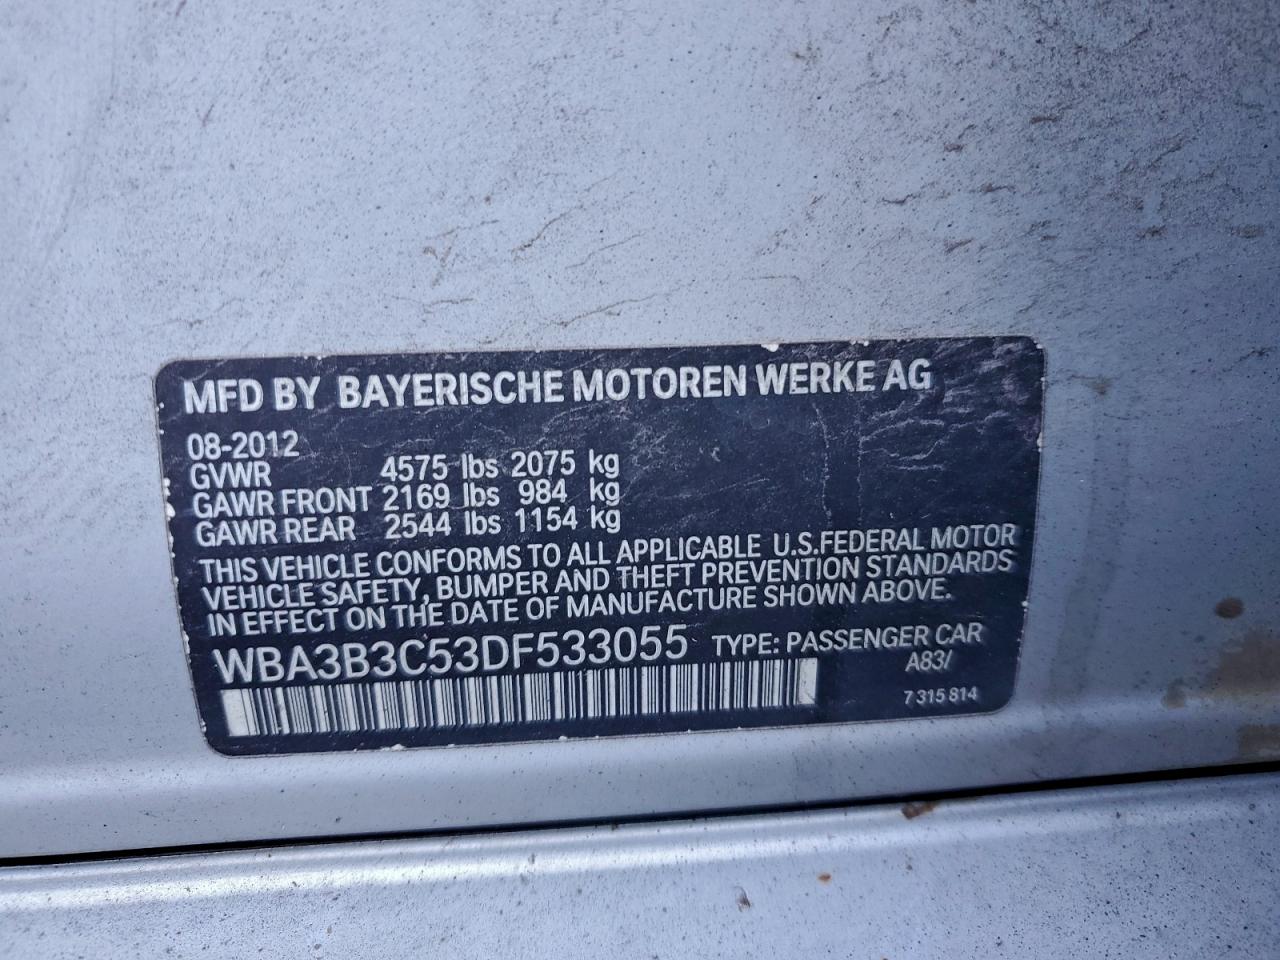 MFD BY BAYERISCHE MOTOREN WERKE AG
08-2012
GVWR 4575 lbs 2075 kg
GAWR FRONT 2169 lbs 984 kg
GAWR REAR 2544 lbs 1154 kg
THIS VEHICLE CONFORMS TO ALL APPLICABLE U.S.FEDERAL MOTOR
VEHICLE SAFETY, BUMPER AND THEFT PREVENTION STANDARDS
IN EFFECT ON THE DATE OF MANUFACTURE SHOWN ABOVE.
WBA3B3C53DF533055 TYPE: PASSENGER CAR
A83/
7 315 814